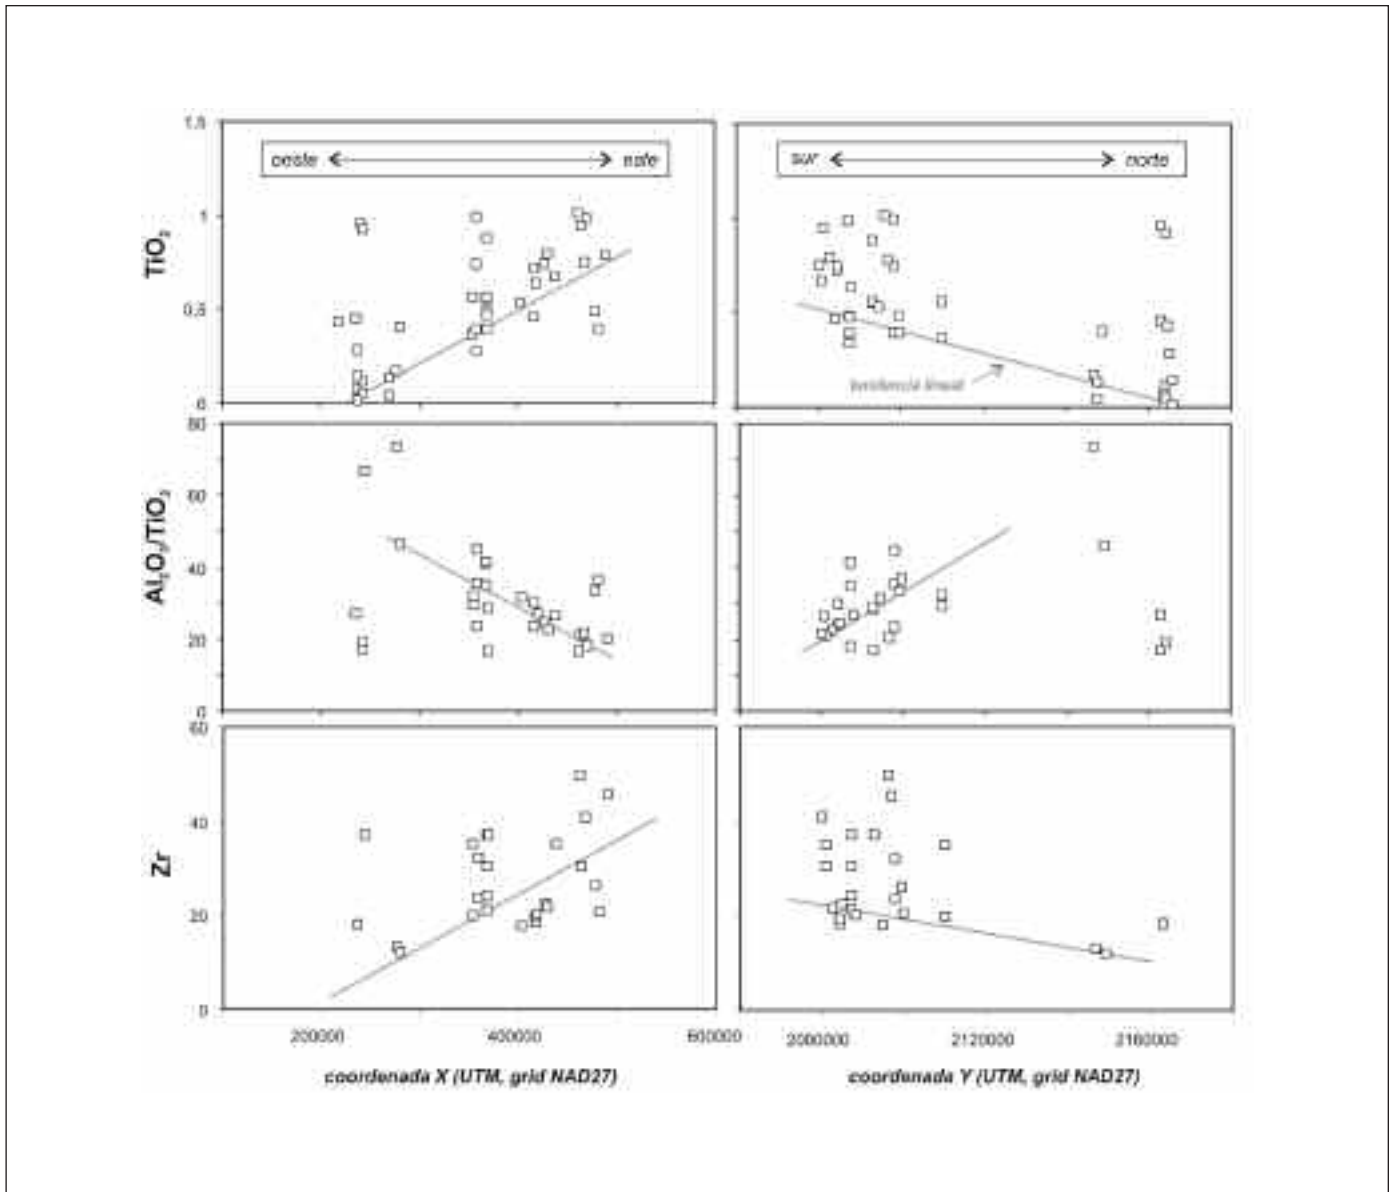 1.5
oeste este
sur norte
1
TiO₂
0.5
tendencia lineal
0
80
60
Al₂O₃/TiO₂
40
20
0
60
40
Zr
20
0
200000 400000 600000
2120000 2160000
coordenada X (UTM, grid NAD27) coordenada Y (UTM, grid NAD27)